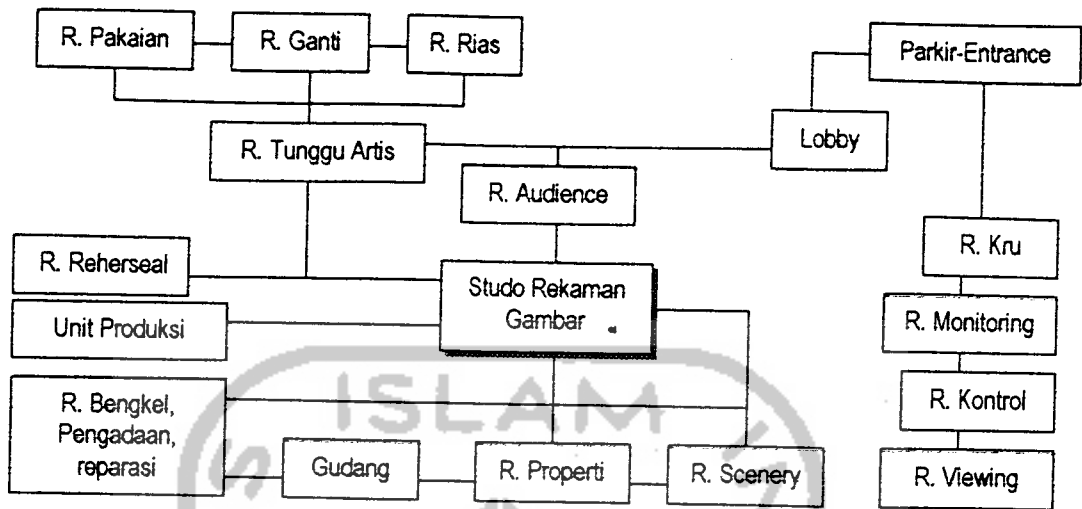 R. Pakaian
R. Ganti
R. Rias
Parkir-Entrance
R. Tunggu Artis
Lobby
R. Audience
R. Reherseal
Studo Rekaman
Gambar
R. Kru
Unit Produksi
R. Monitoring
R. Bengkel,
Pengadaan,
reparasi
R. Kontrol
Gudang
R. Properti
R. Scenery
R. Viewing
ISLAM